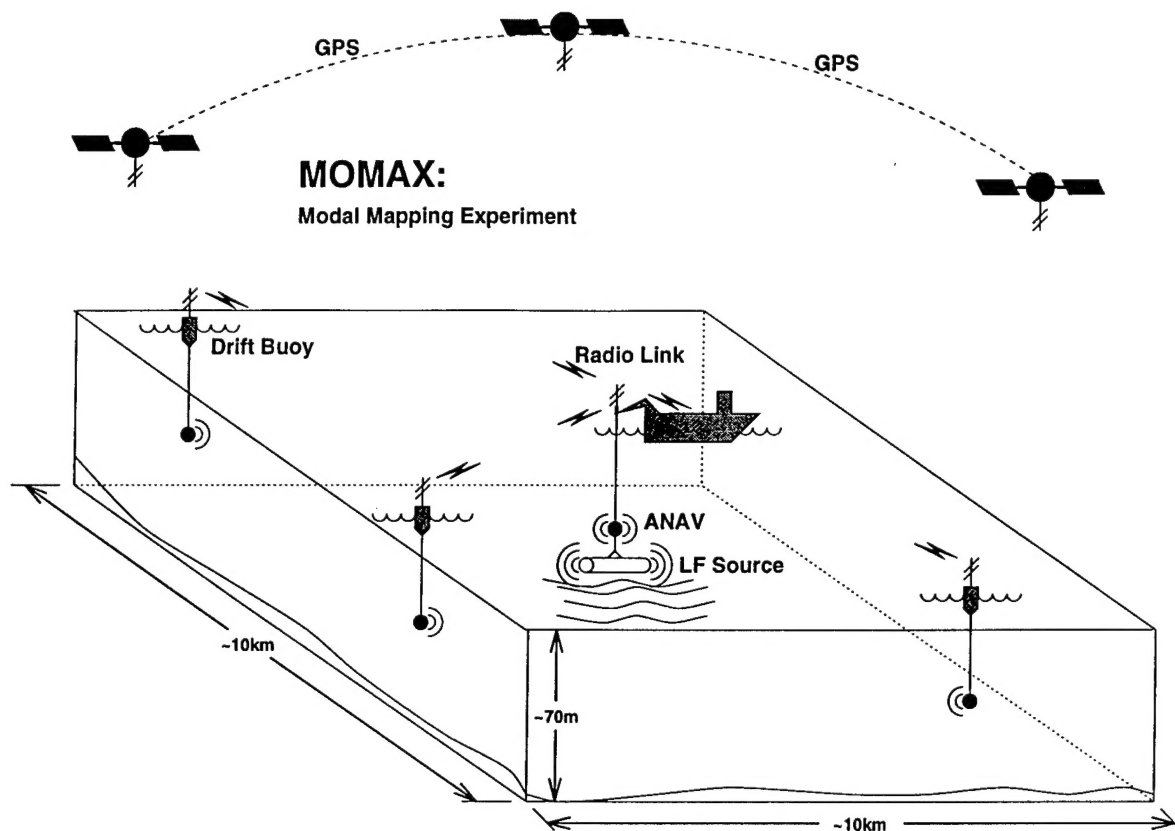 GPS
GPS
MOMAX:
Modal Mapping Experiment
Drift Buoy
Radio Link
ANAV
LF Source
~10km
~70m
~10km